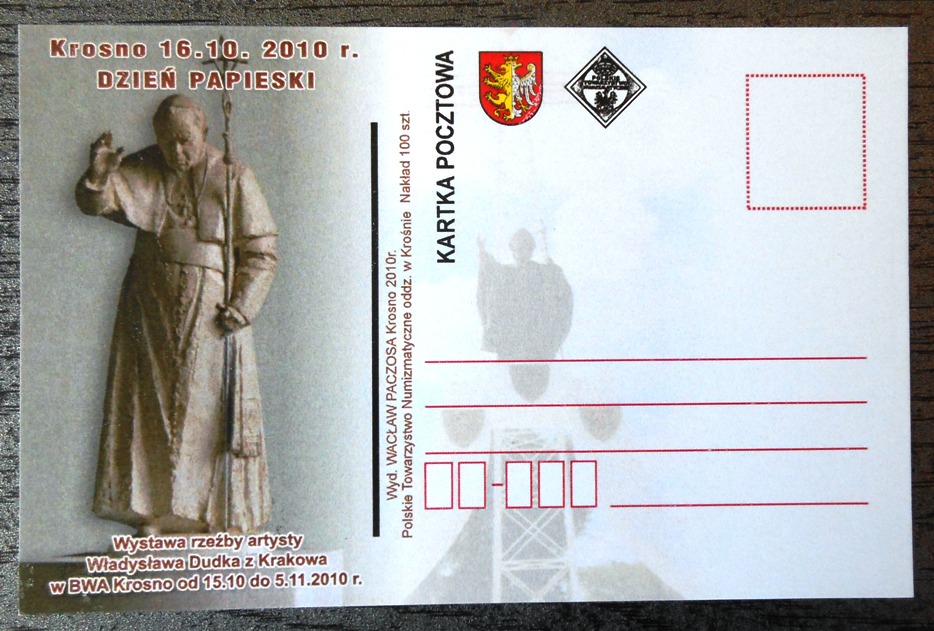 Krosno 16.10. 2010 r.
DZIEŃ PAPIESKI
Wystawa rzeźby artysty
Władysława Dudka z Krakowa
w BWA Krosno od 15.10 do 5.11.2010 r.
Wyd. WACŁAW PACZOSA Krosno 2010r.
Polskie Towarzystwo Numizmatyczne oddz. w Krośnie Nakład 100 szt.
KARTKA POCZTOWA